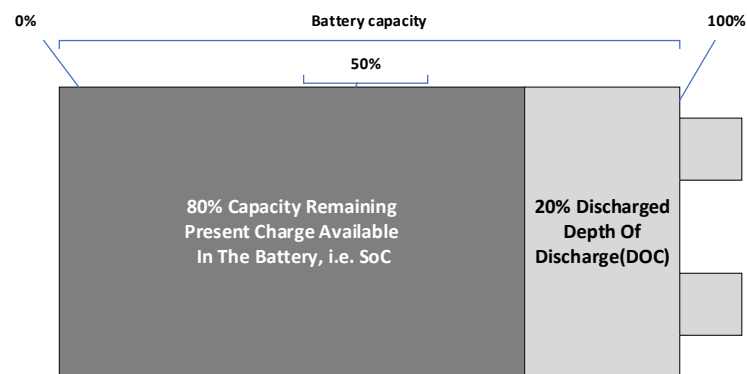 0%
Battery capacity
100%
50%
80% Capacity Remaining
Present Charge Available
In The Battery, i.e. SoC
20% Discharged
Depth Of
Discharge(DOC)